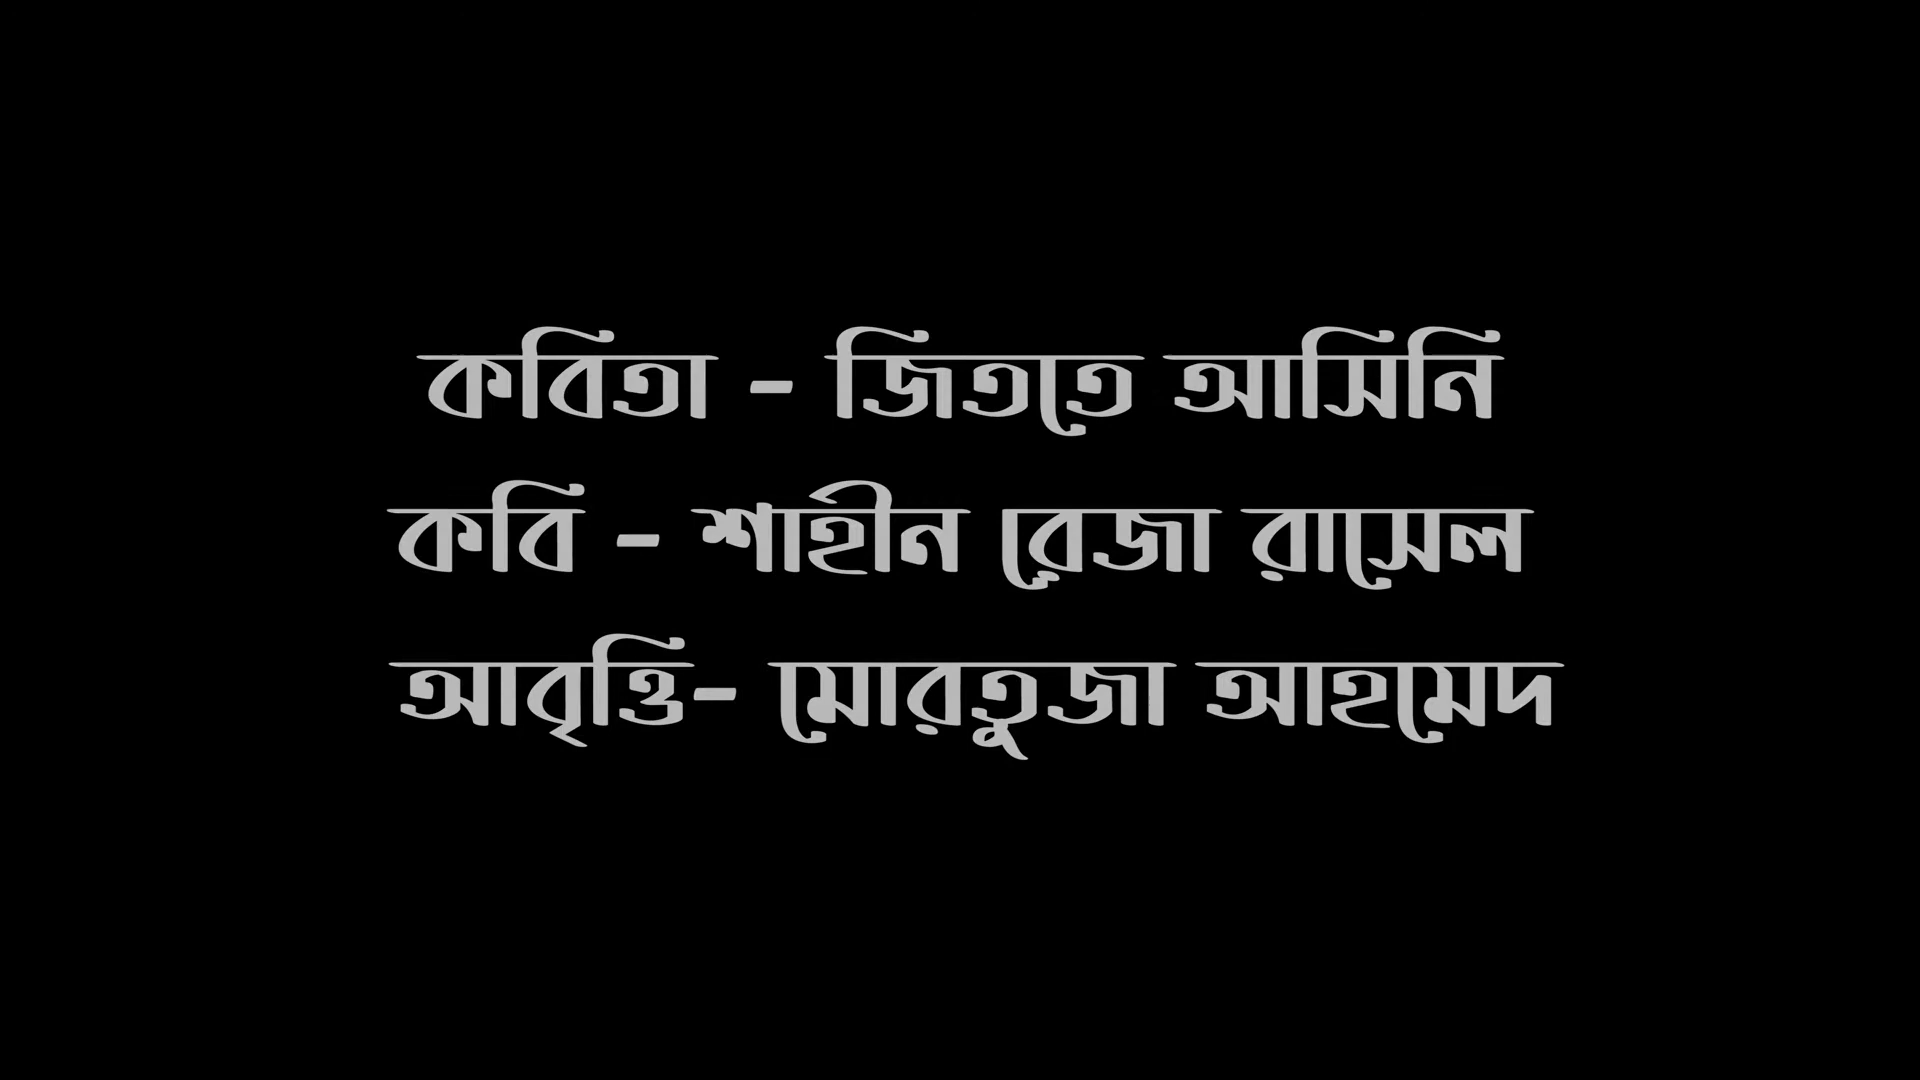 কবিতা - জিততে আসিনি
কবি - শাহীন রেজা রাসেল
আবৃত্তি- মোরতুজা আহমেদ